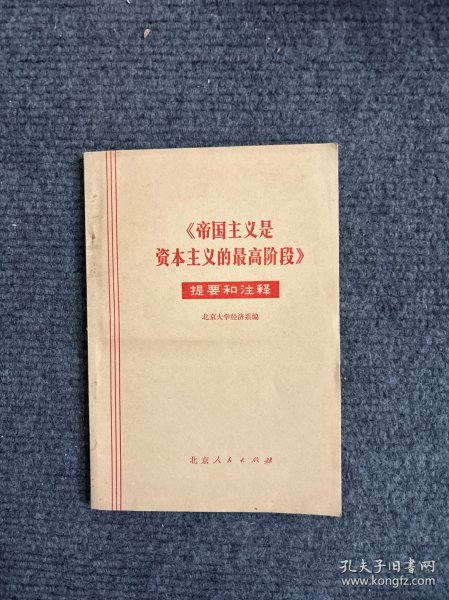 《帝国主义是
资本主义的最高阶段》
提要和注释
北京大学经济系编
北京人民出版社
孔夫子旧书网
www.kongfz.com